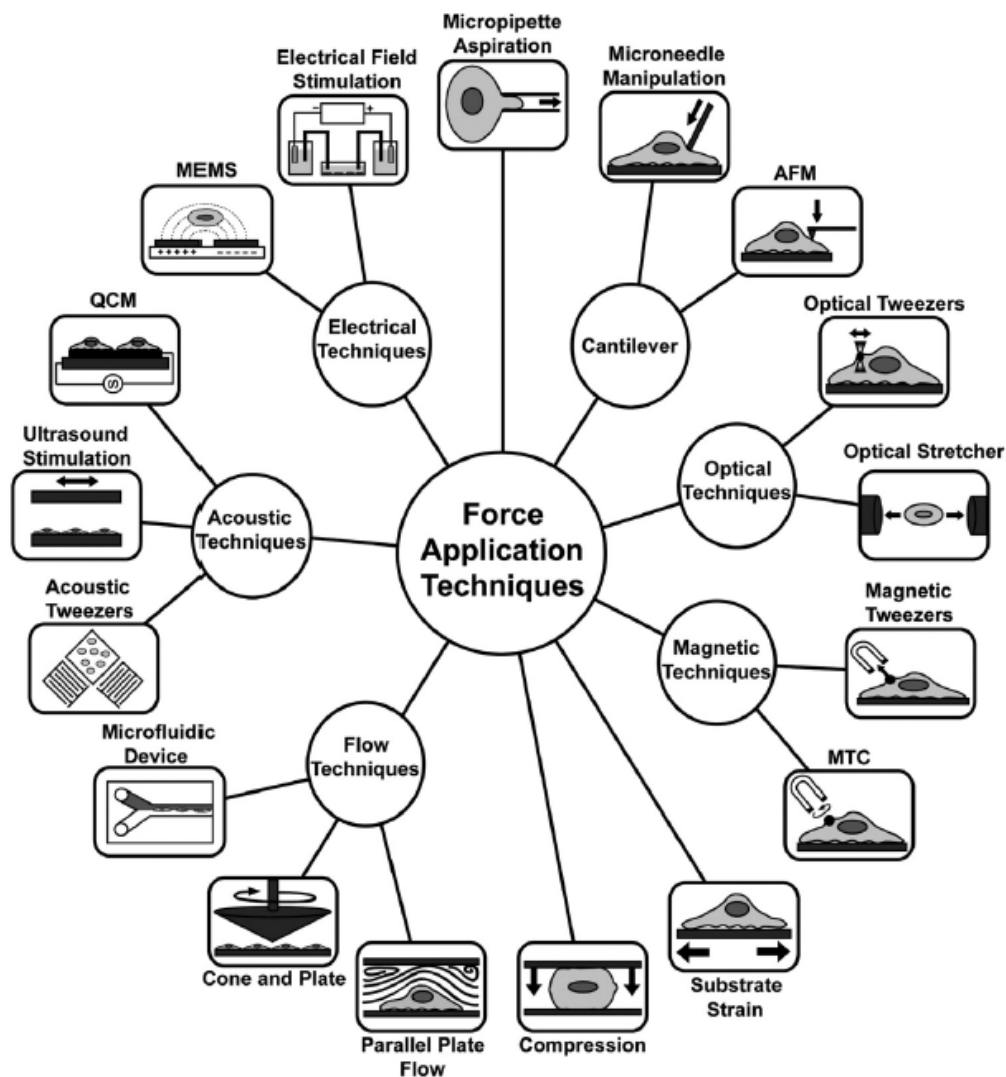 Micropipette
Aspiration
Electrical Field
Stimulation
− +
Microneedle
Manipulation
MEMS
+++++ -----
AFM
QCM
S
Electrical
Techniques
Cantilever
Optical Tweezers
Ultrasound
Stimulation
Acoustic
Techniques
Force
Application
Techniques
Optical
Techniques
Optical Stretcher
Acoustic
Tweezers
Magnetic
Techniques
Magnetic
Tweezers
Microfluidic
Device
Flow
Techniques
MTC
Cone and Plate
Parallel Plate
Flow
Compression
Substrate
Strain